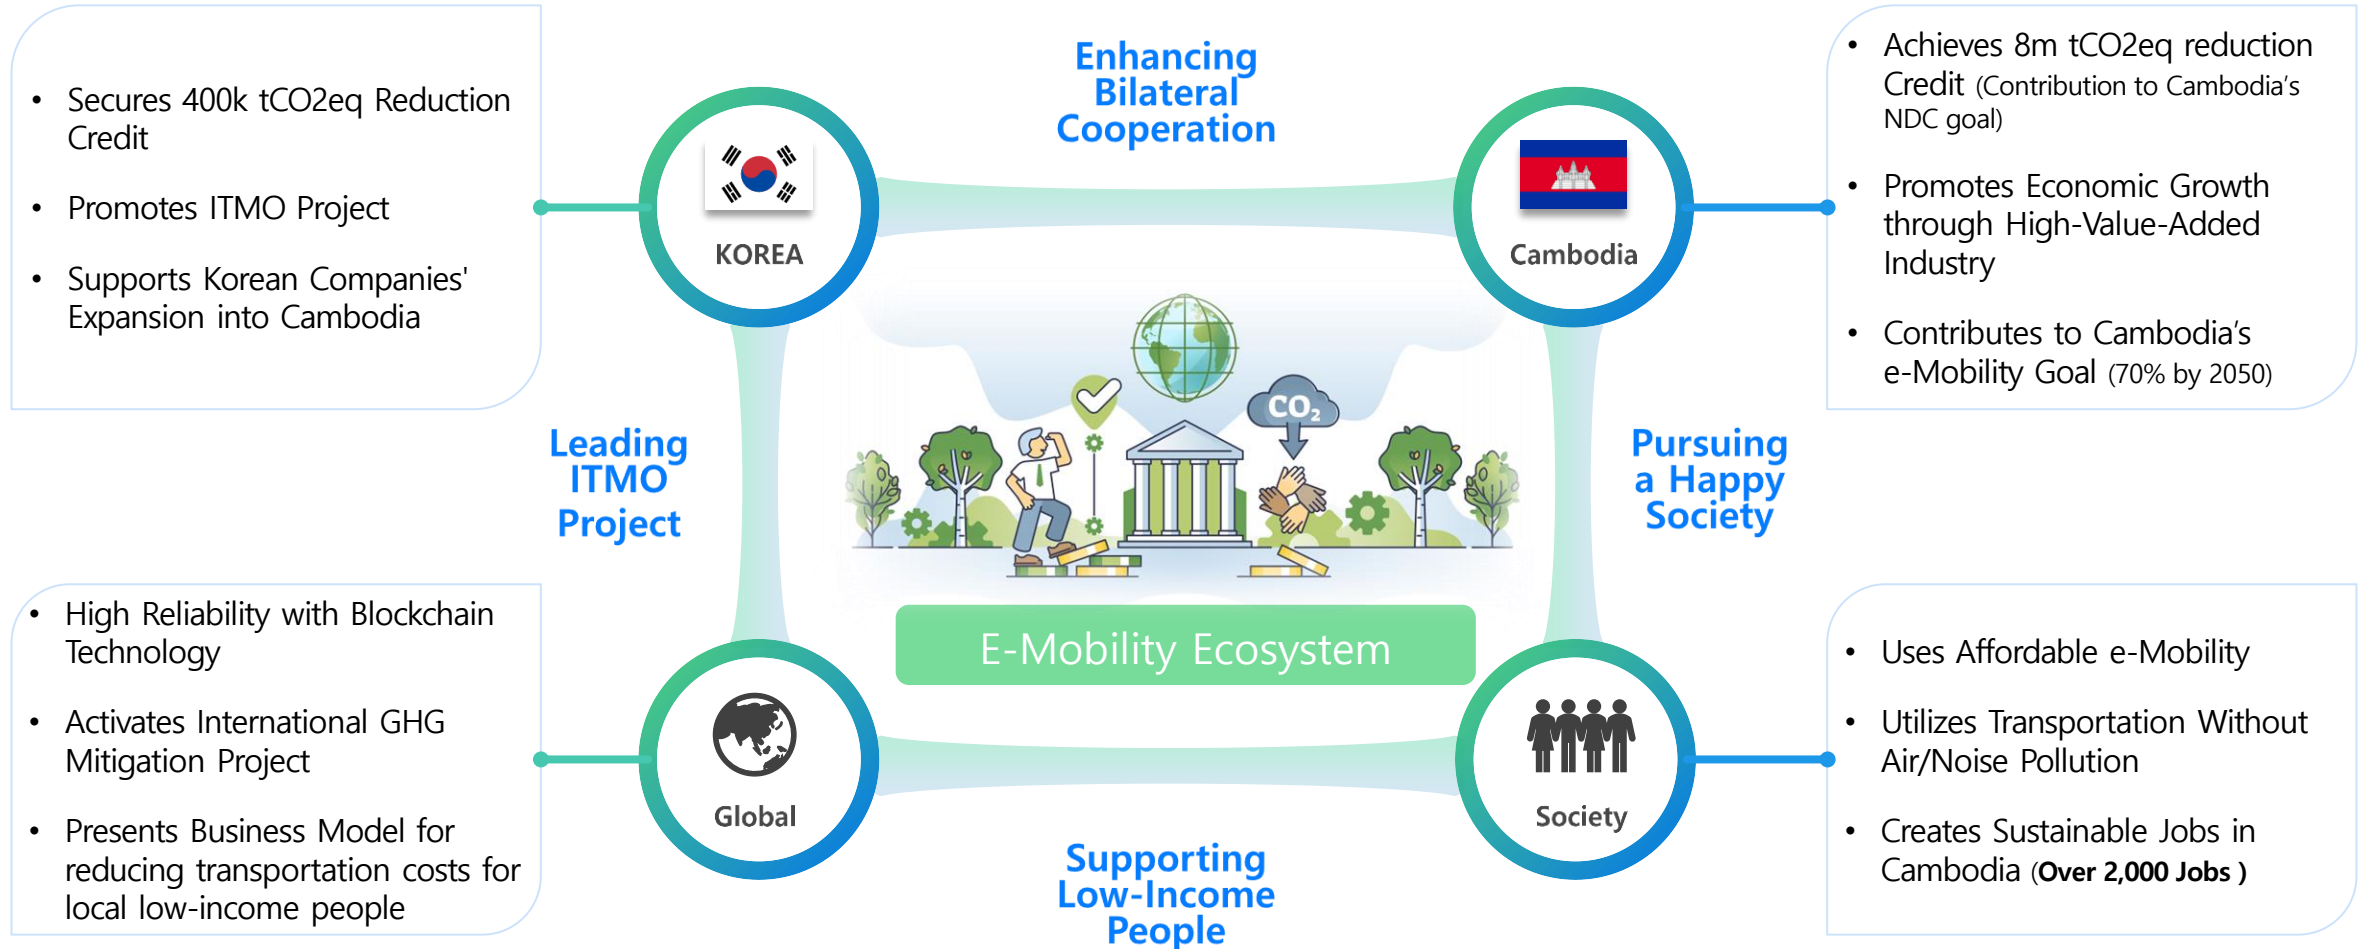 • Secures 400k tCO2eq Reduction
Credit
• Promotes ITMO Project
• Supports Korean Companies'
Expansion into Cambodia
KOREA
Enhancing
Bilateral
Cooperation
Cambodia
• Achieves 8m tCO2eq reduction
Credit (Contribution to Cambodia’s
NDC goal)
• Promotes Economic Growth
through High-Value-Added
Industry
• Contributes to Cambodia’s
e-Mobility Goal (70% by 2050)
Leading
ITMO
Project
CO₂
Pursuing
a Happy
Society
E-Mobility Ecosystem
• High Reliability with Blockchain
Technology
• Activates International GHG
Mitigation Project
• Presents Business Model for
reducing transportation costs for
local low-income people
Global
Supporting
Low-Income
People
Society
• Uses Affordable e-Mobility
• Utilizes Transportation Without
Air/Noise Pollution
• Creates Sustainable Jobs in
Cambodia (Over 2,000 Jobs )